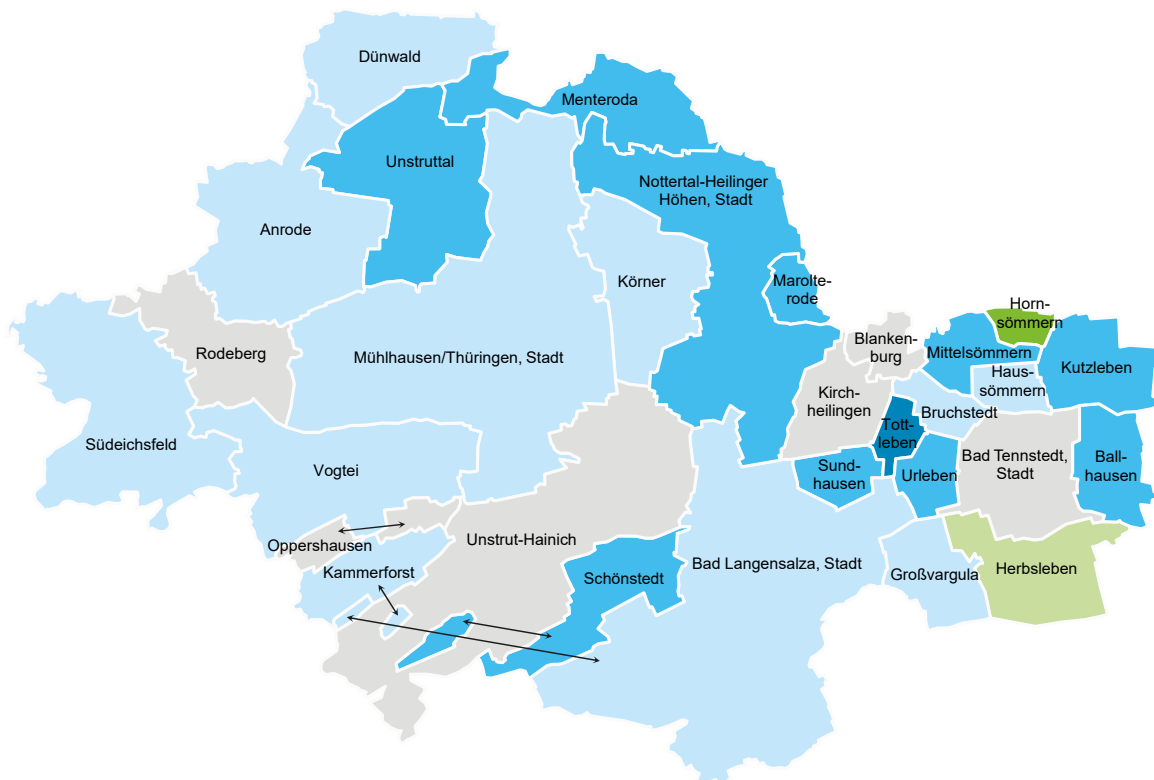 Dünwald
Menteroda
Unstruttal
Nottertal-Heilinger
Höhen, Stadt
Anrode
Körner
Marolte-
rode
Horn-
sömmern
Blanken-
burg
Mittelsömmern
Rodeberg
Mühlhausen/Thüringen, Stadt
Haus-
sömmern
Kutzleben
Kirch-
heilingen
Bruchstedt
Südeichsfeld
Tott-
leben
Vogtei
Sund-
hausen
Urleben
Bad Tennstedt,
Stadt
Ball-
hausen
Oppershausen
Unstrut-Hainich
Kammerforst
Schönstedt
Bad Langensalza, Stadt
Großvargula
Herbsleben